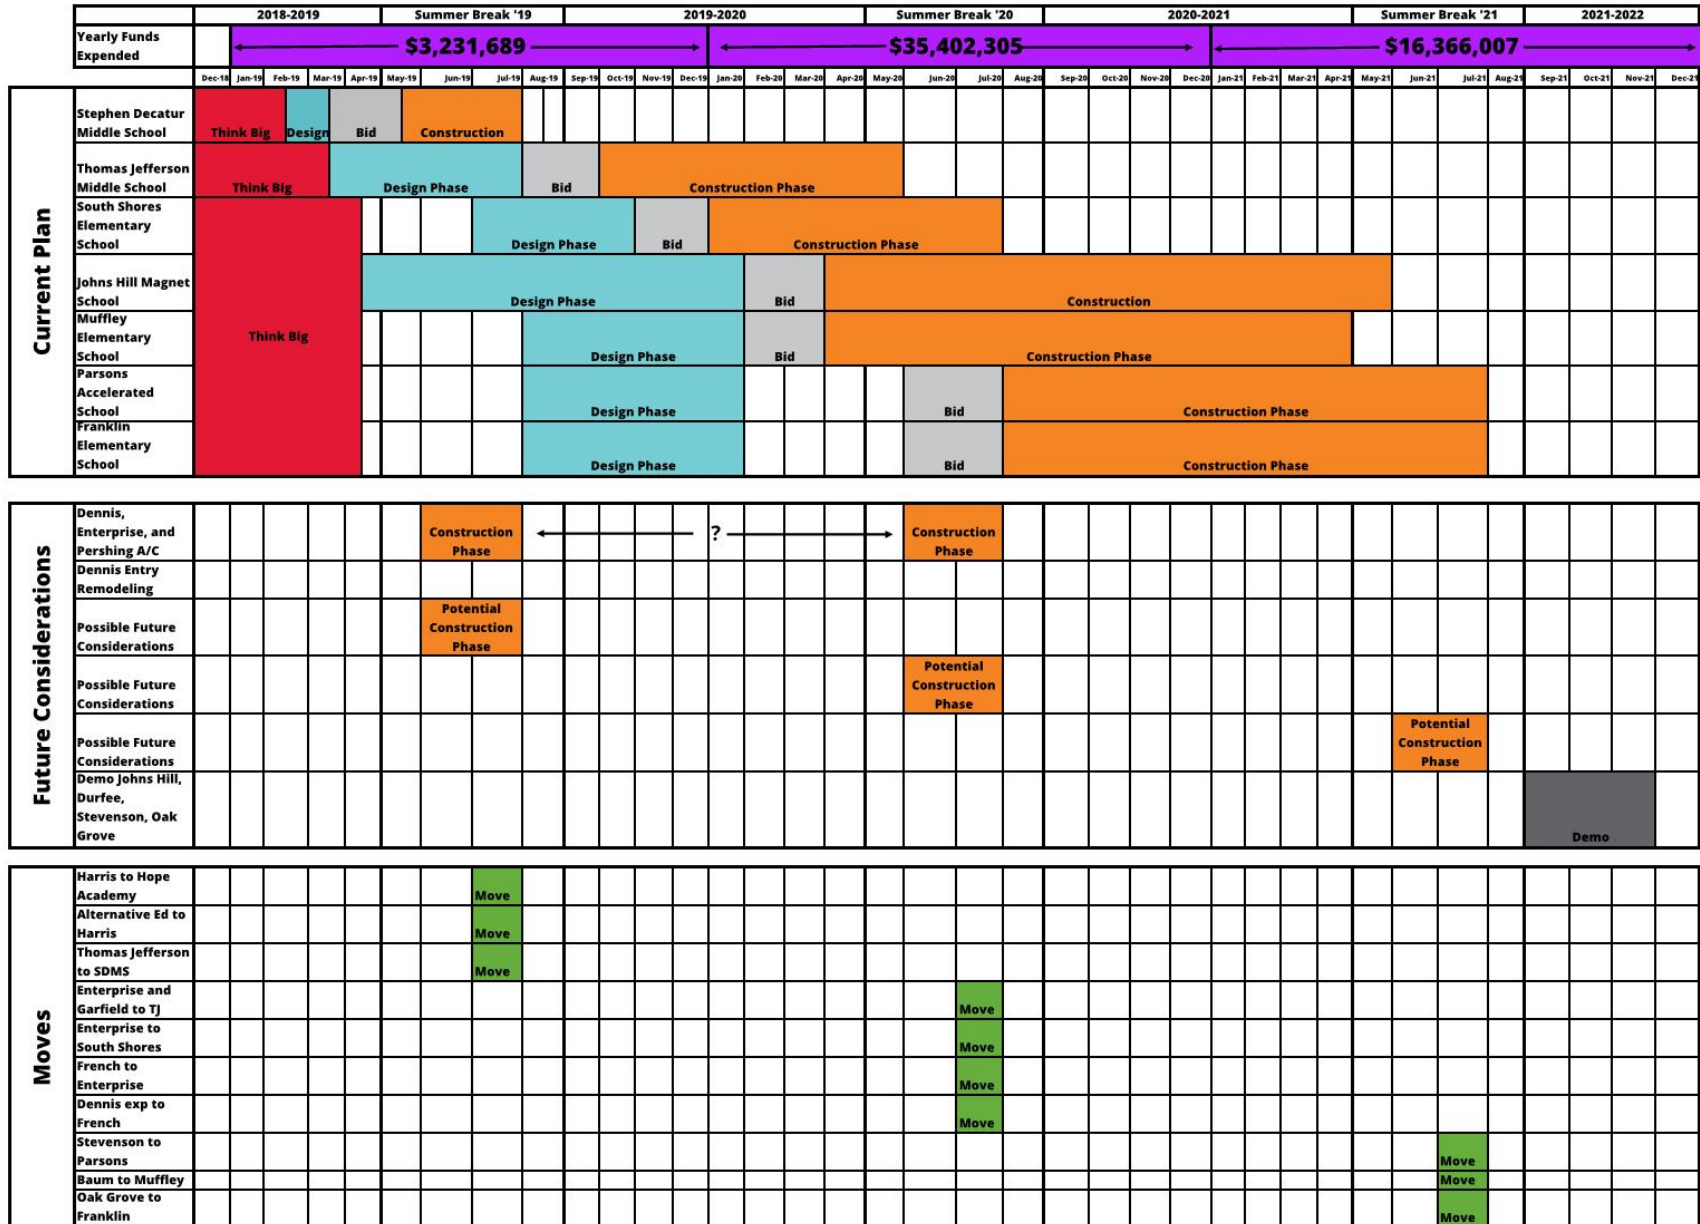 2018-2019 Summer Break '19 2019-2020 Summer Break '20 2020-2021 Summer Break '21 2021-2022
Yearly Funds
Expended
$3,231,689 $35,402,305 $16,366,007
Dec-18 Jan-19 Feb-19 Mar-19 Apr-19 May-19 Jun-19 Jul-19 Aug-19 Sep-19 Oct-19 Nov-19 Dec-19 Jan-20 Feb-20 Mar-20 Apr-20 May-20 Jun-20 Jul-20 Aug-20 Sep-20 Oct-20 Nov-20 Dec-20 Jan-21 Feb-21 Mar-21 Apr-21 May-21 Jun-21 Jul-21 Aug-21 Sep-21 Oct-21 Nov-21 Dec-21
Current Plan
Stephen Decatur
Middle School
Think Big Design Bid Construction
Thomas Jefferson
Middle School
Think Big Design Phase Bid Construction Phase
South Shores
Elementary
School
Design Phase Bid Construction Phase
Johns Hill Magnet
School
Design Phase Bid Construction
Think Big
Muffley
Elementary
School
Design Phase Bid Construction Phase
Parsons
Accelerated
School
Design Phase Bid Construction Phase
Franklin
Elementary
School
Design Phase Bid Construction Phase
Future Considerations
Dennis,
Enterprise, and
Pershing A/C
Construction
Phase
?
Construction
Phase
Dennis Entry
Remodeling
Possible Future
Considerations
Potential
Construction
Phase
Possible Future
Considerations
Potential
Construction
Phase
Possible Future
Considerations
Potential
Construction
Phase
Demo Johns Hill,
Durfee,
Stevenson, Oak
Grove
Demo
Moves
Harris to Hope
Academy
Move
Alternative Ed to
Harris
Move
Thomas Jefferson
to SDMS
Move
Enterprise and
Garfield to TJ
Move
Enterprise to
South Shores
Move
French to
Enterprise
Move
Dennis exp to
French
Move
Stevenson to
Parsons
Move
Baum to Muffley
Move
Oak Grove to
Franklin
Move